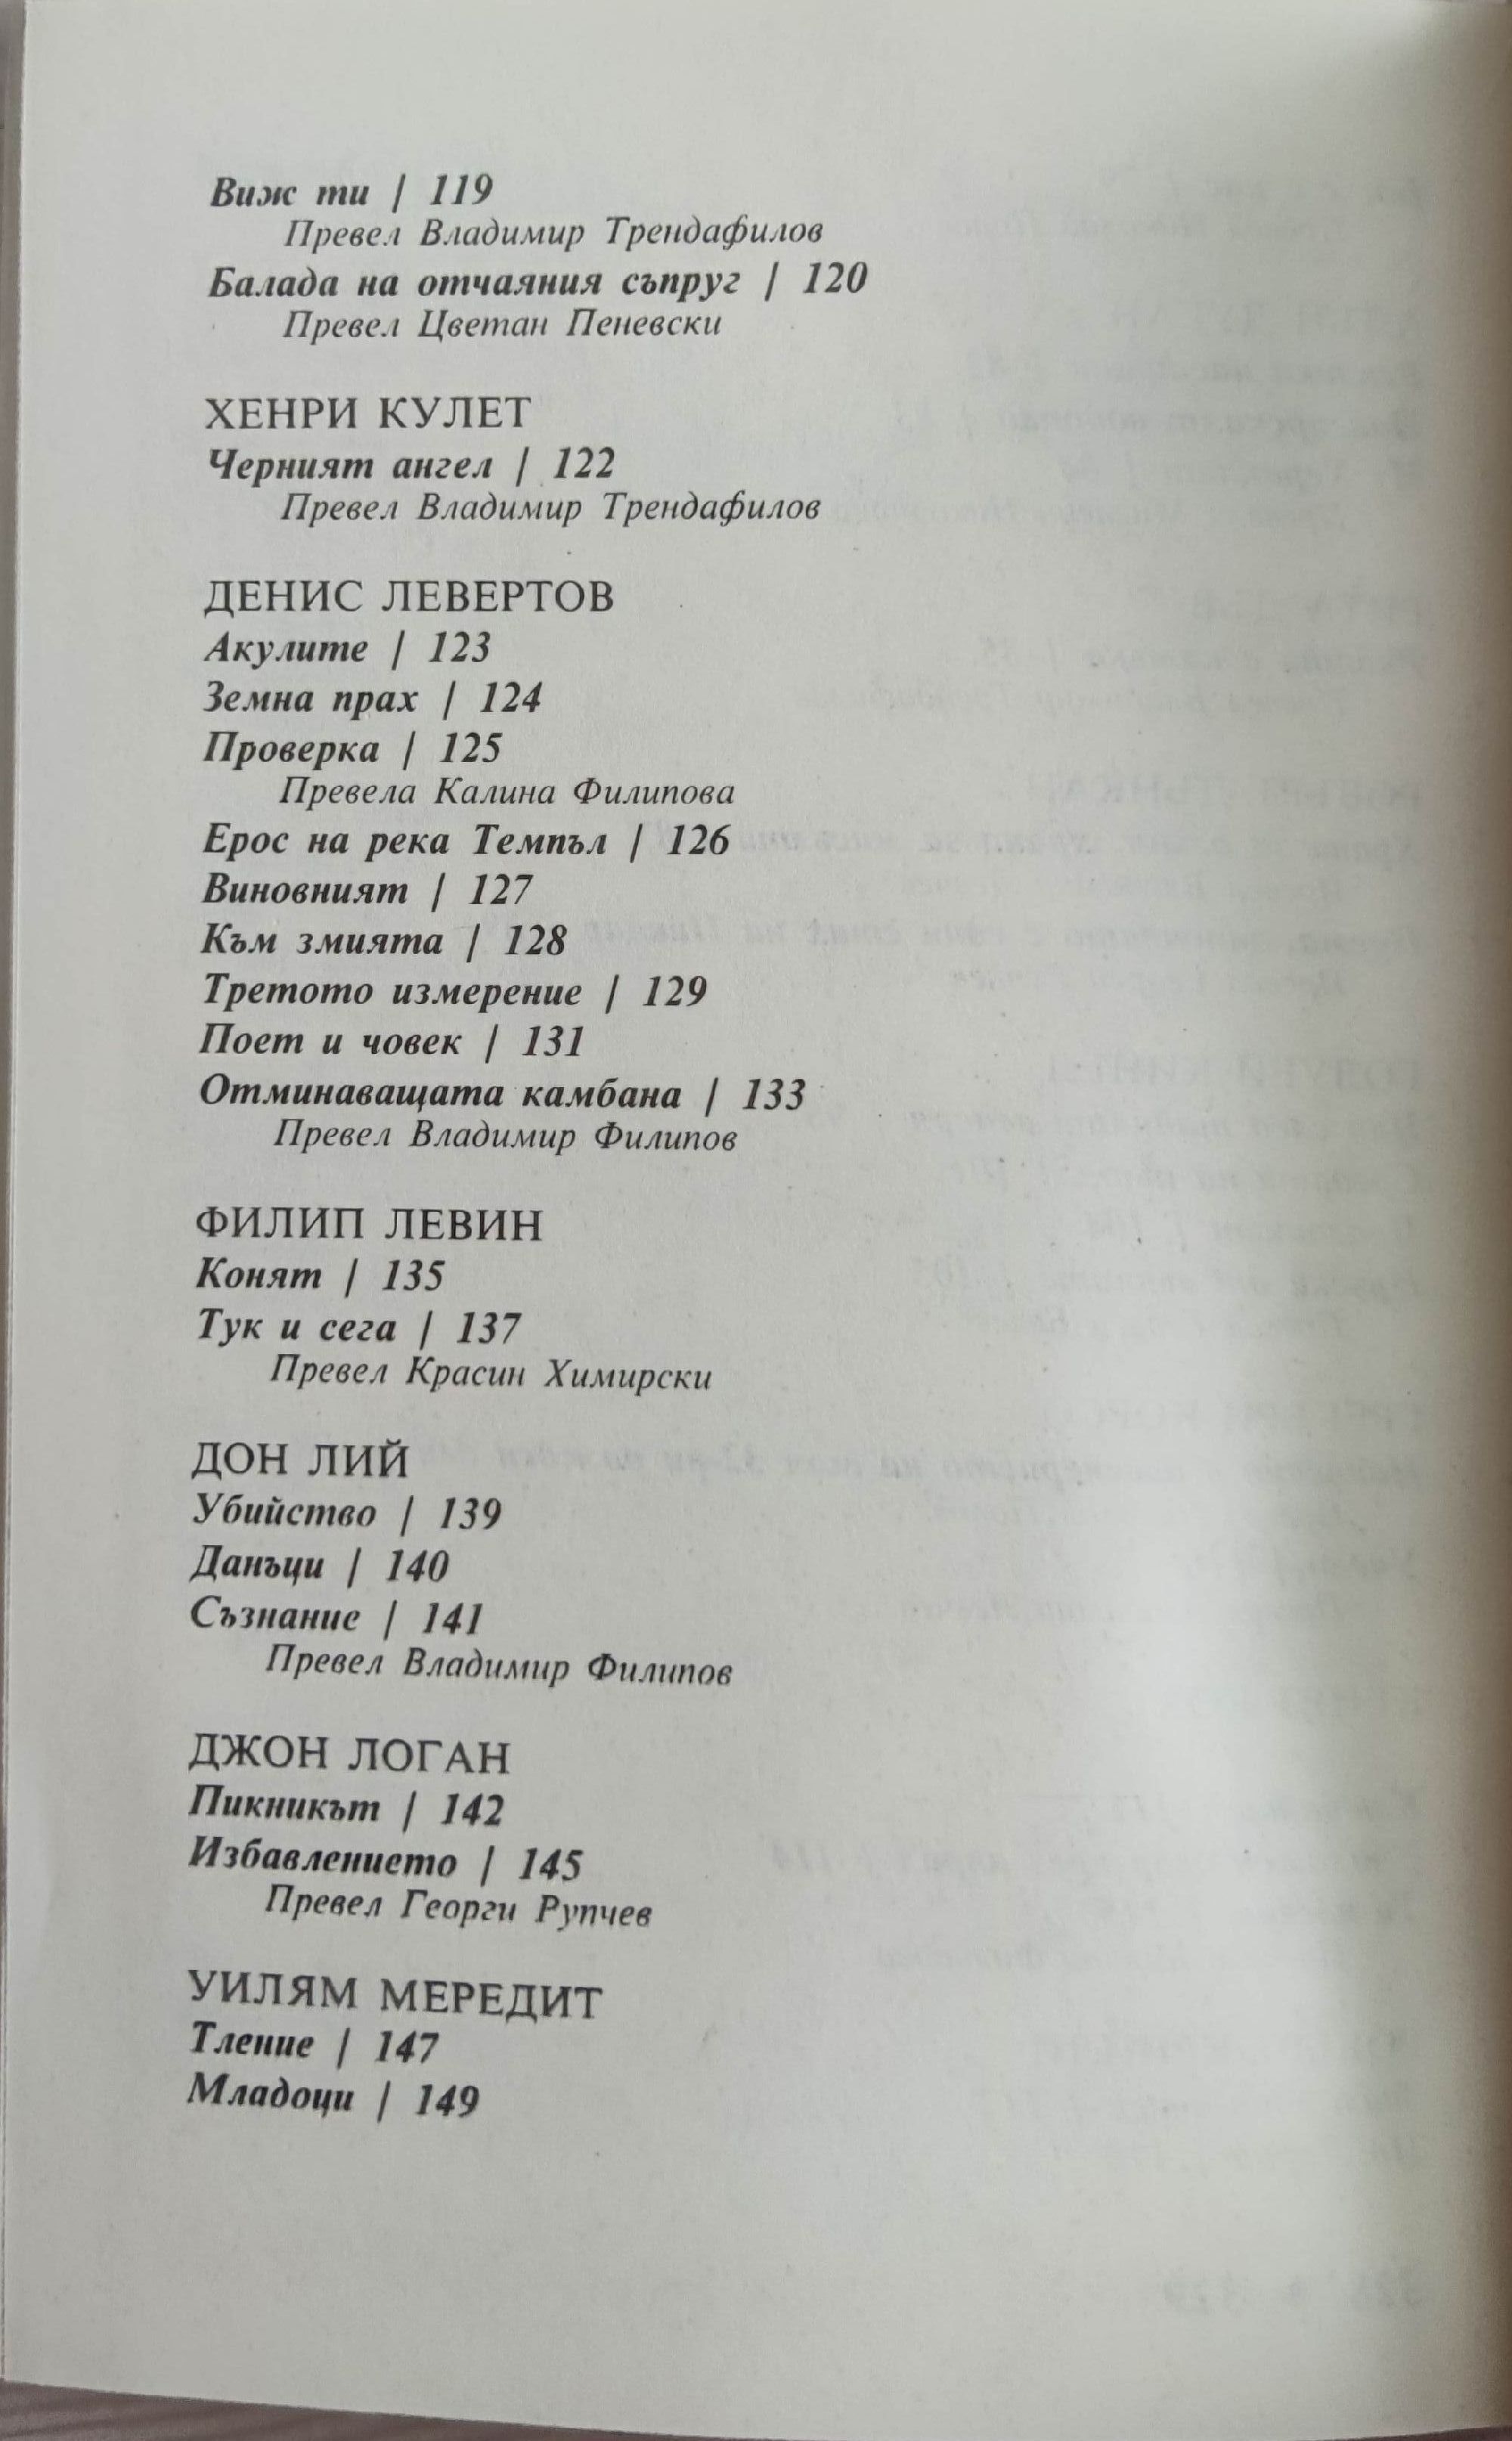 Виж ти | 119
Превел Владимир Трендафилов
Балада на отчаяния съпруг | 120
Превел Цветан Пеневски
ХЕНРИ КУЛЕТ
Черният ангел | 122
Превел Владимир Трендафилов
ДЕНИС ЛЕВЕРТОВ
Акулите | 123
Земна прах | 124
Проверка | 125
Превела Калина Филипова
Ерос на река Темпъл | 126
Виновният | 127
Към змията | 128
Третото измерение | 129
Поет и човек | 131
Отминаващата камбана | 133
Превел Владимир Филипов
ФИЛИП ЛЕВИН
Конят | 135
Тук и сега | 137
Превел Красин Химирски
ДОН ЛИЙ
Убийство | 139
Данъци | 140
Съзнание | 141
Превел Владимир Филипов
ДЖОН ЛОГАН
Пикникът | 142
Избавлението | 145
Превел Георги Рупчев
УИЛЯМ МЕРЕДИТ
Тление | 147
Младоци | 149